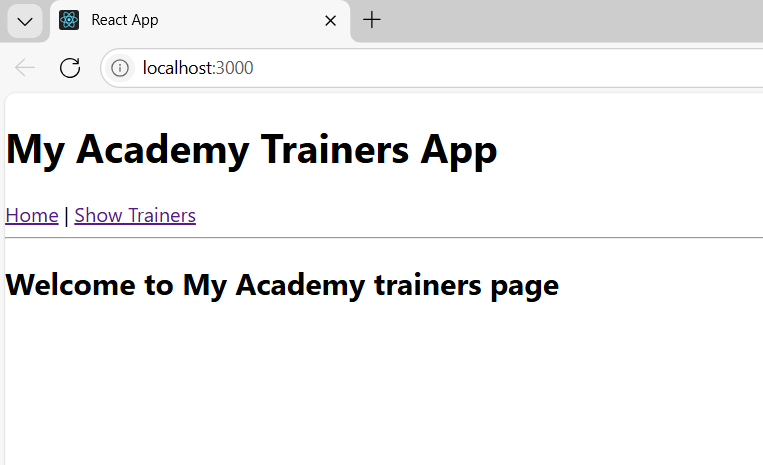 React App
localhost:3000
My Academy Trainers App
Home | Show Trainers
Welcome to My Academy trainers page